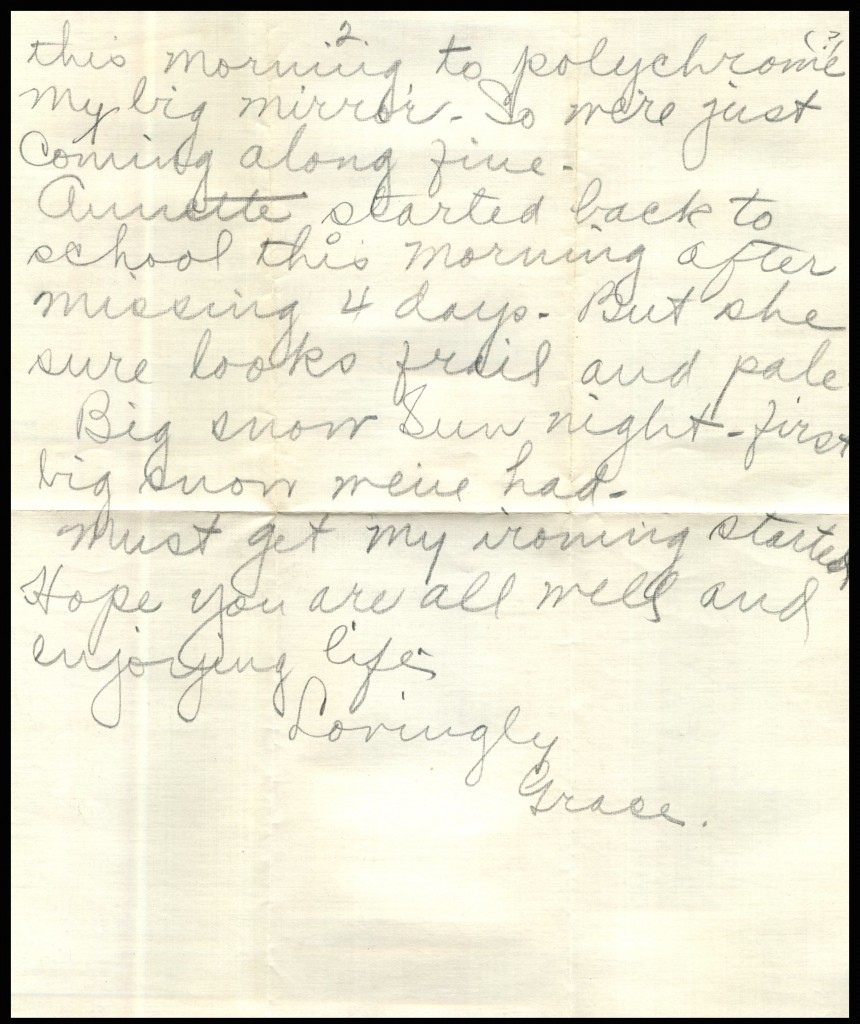 2
this morning to polychrome (?)
my big mirror. So we're just
coming along fine.
Annette started back to
school this morning after
missing 4 days. But she
sure looks frail and pale
Big snow Sun night - first
big snow we've had.
Must get my ironing started
Hope you are all well and
enjoying life.
Lovingly
Grace.